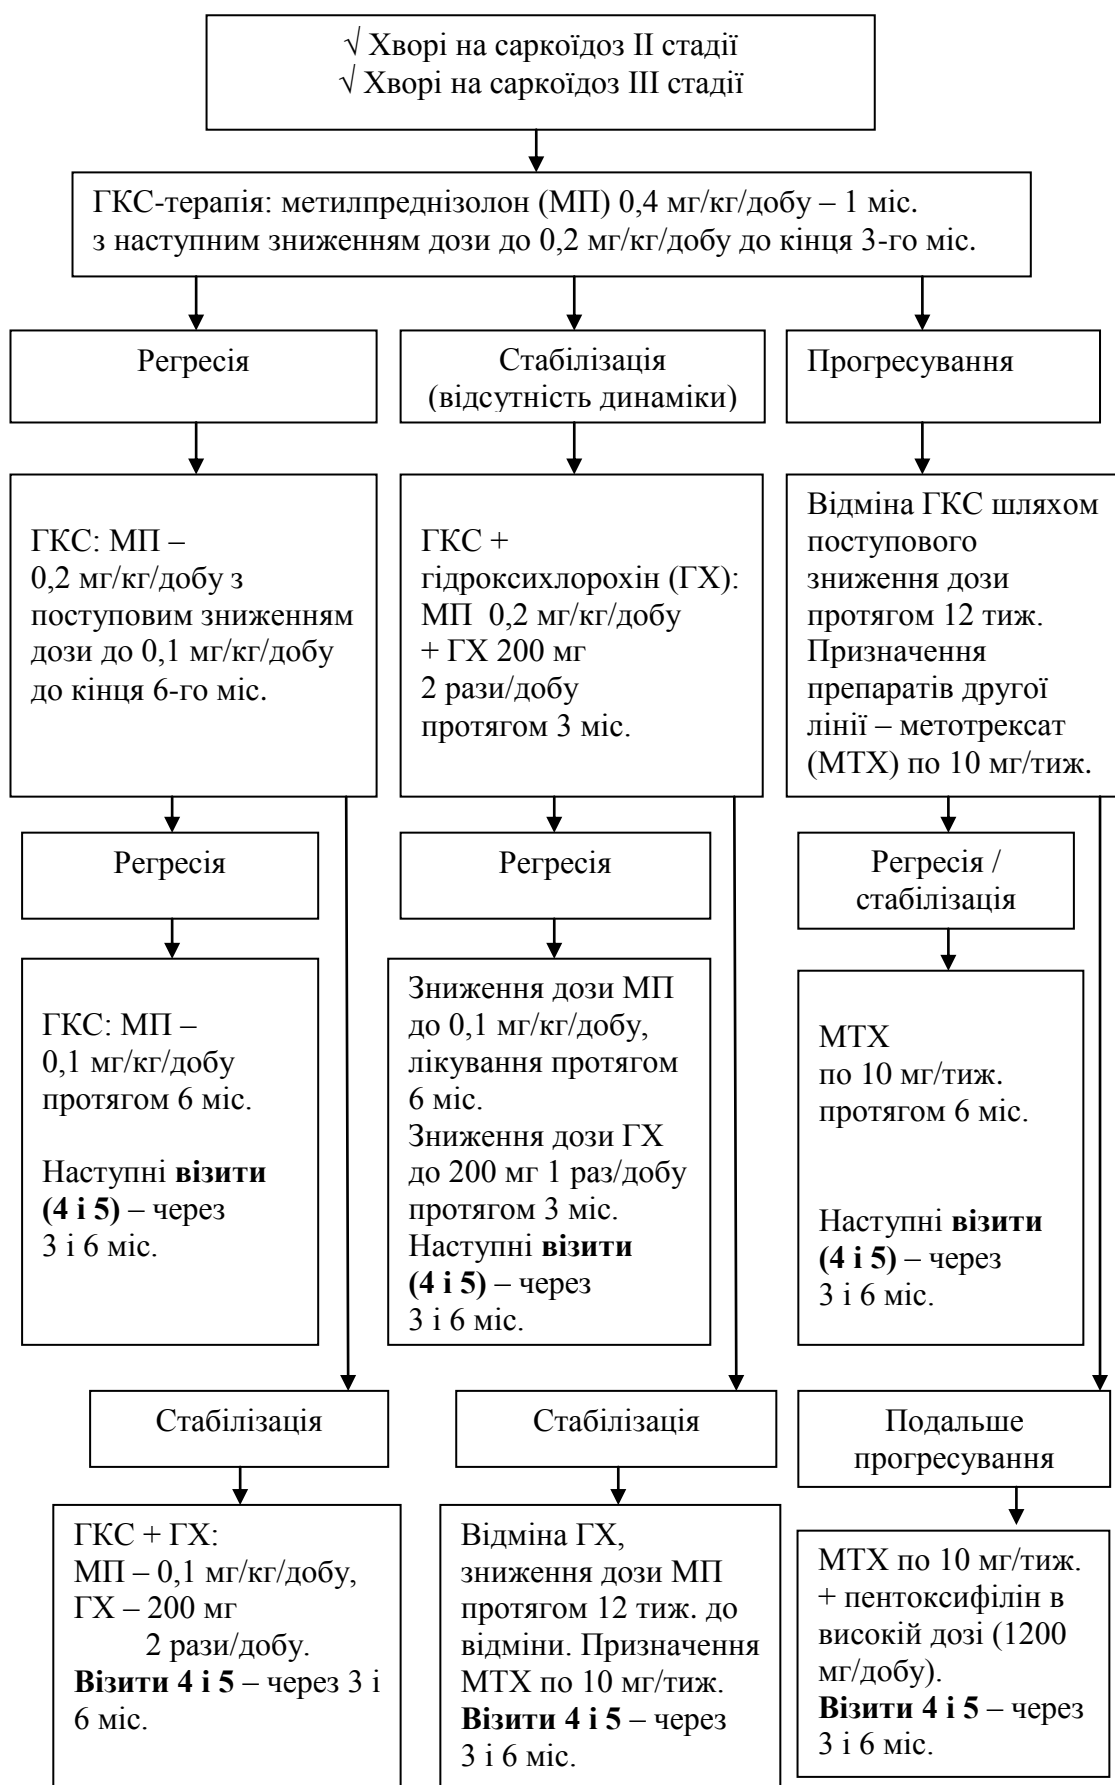 √ Хворі на саркоїдоз II стадії
√ Хворі на саркоїдоз III стадії
ГКС-терапія: метилпреднізолон (МП) 0,4 мг/кг/добу – 1 міс.
з наступним зниженням дози до 0,2 мг/кг/добу до кінця 3-го міс.
Регресія
Стабілізація
(відсутність динаміки)
Прогресування
ГКС: МП –
0,2 мг/кг/добу з
поступовим зниженням
дози до 0,1 мг/кг/добу
до кінця 6-го міс.
ГКС +
гідроксихлорохін (ГХ):
МП 0,2 мг/кг/добу
+ ГХ 200 мг
2 рази/добу
протягом 3 міс.
Відміна ГКС шляхом
поступового
зниження дози
протягом 12 тиж.
Призначення
препаратів другої
лінії – метотрексат
(МТХ) по 10 мг/тиж.
Регресія
Регресія
Регресія /
стабілізація
ГКС: МП –
0,1 мг/кг/добу
протягом 6 міс.
Наступні візити
(4 і 5) – через
3 і 6 міс.
Зниження дози МП
до 0,1 мг/кг/добу,
лікування протягом
6 міс.
Зниження дози ГХ
до 200 мг 1 раз/добу
протягом 3 міс.
Наступні візити
(4 і 5) – через
3 і 6 міс.
МТХ
по 10 мг/тиж.
протягом 6 міс.
Наступні візити
(4 і 5) – через
3 і 6 міс.
Стабілізація
Стабілізація
Подальше
прогресування
ГКС + ГХ:
МП – 0,1 мг/кг/добу,
ГХ – 200 мг
2 рази/добу.
Візити 4 і 5 – через 3 і
6 міс.
Відміна ГХ,
зниження дози МП
протягом 12 тиж. до
відміни. Призначення
МТХ по 10 мг/тиж.
Візити 4 і 5 – через
3 і 6 міс.
МТХ по 10 мг/тиж.
+ пентоксифілін в
високій дозі (1200
мг/добу).
Візити 4 і 5 – через
3 і 6 міс.